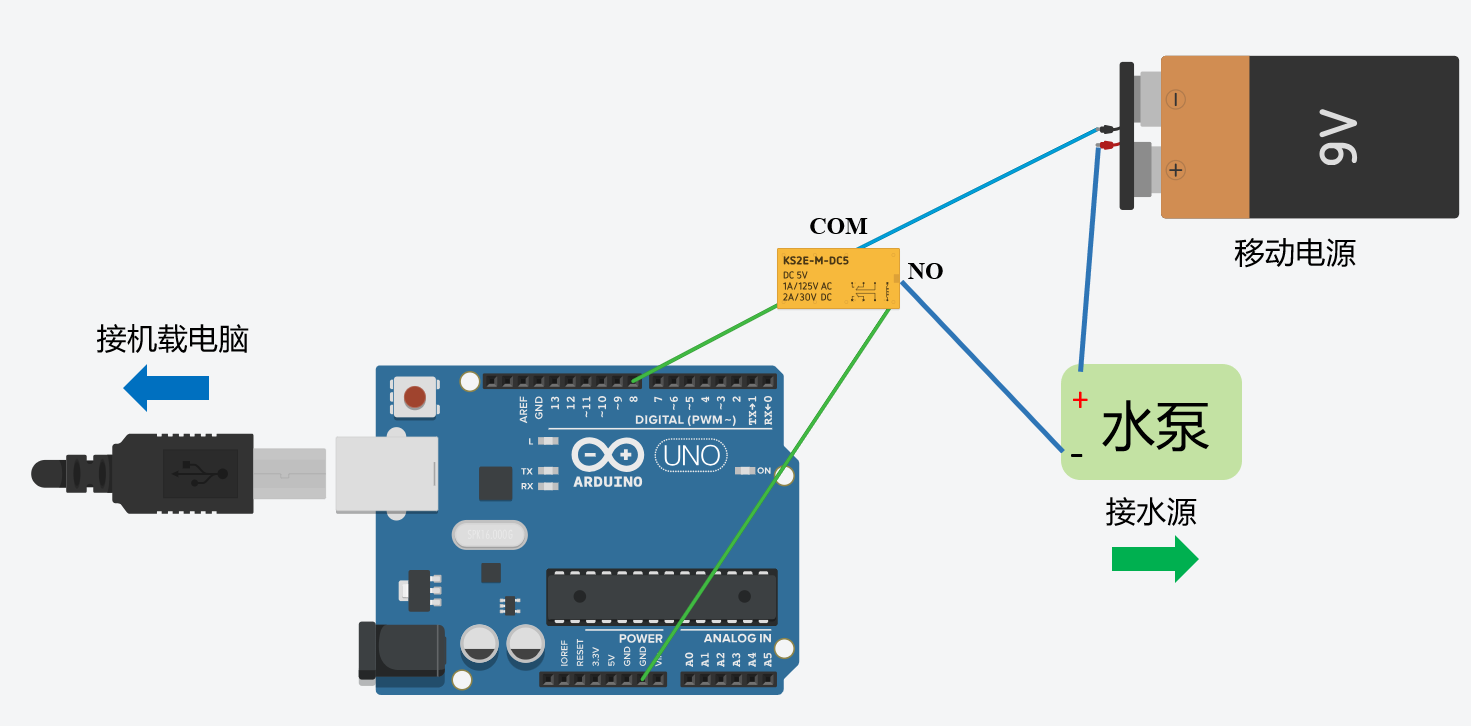 9V
移动电源
COM
NO
KS2E-M-DC5
DC 5V
1A/125V AC
2A/30V DC
接机载电脑
AREF
GND
13
12
~11
~10
~9
8
7
~6
~5
4
~3
2
TX→1
RX←0
DIGITAL (PWM~)
L
TX
RX
ARDUINO
UNO
ON
+
水泵
-
接水源
POWER
ANALOG IN
IOREF
RESET
3.3V
5V
GND
GND
A0
A1
A2
A3
A4
A5